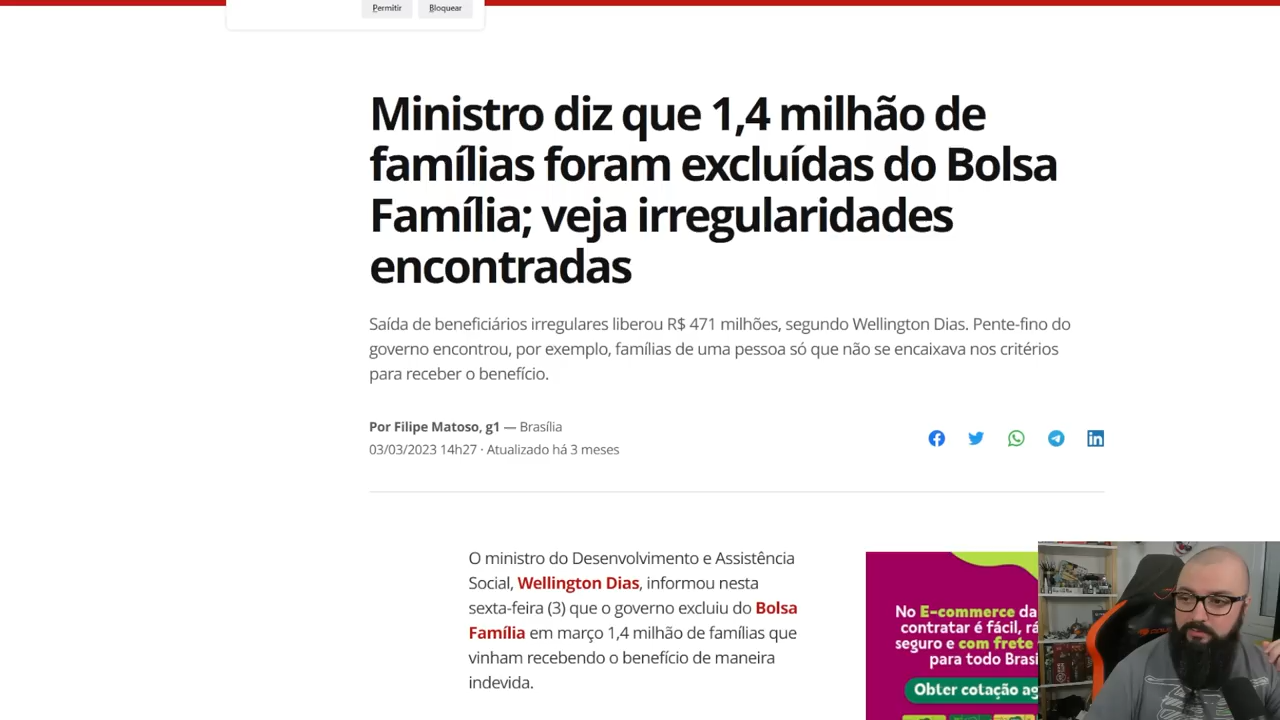 Permitir
Bloquear
Ministro diz que 1,4 milhão de
famílias foram excluídas do Bolsa
Família; veja irregularidades
encontradas
Saída de beneficiários irregulares liberou R$ 471 milhões, segundo Wellington Dias. Pente-fino do
governo encontrou, por exemplo, famílias de uma pessoa só que não se encaixava nos critérios
para receber o benefício.
Por Filipe Matoso, g1 — Brasília
03/03/2023 14h27 · Atualizado há 3 meses
O ministro do Desenvolvimento e Assistência
Social, Wellington Dias, informou nesta
sexta-feira (3) que o governo excluiu do Bolsa
Família em março 1,4 milhão de famílias que
vinham recebendo o benefício de maneira
indevida.
No E-commerce da
contratar é fácil, rá
seguro e com frete
para todo Brasi
Obter cotação ag